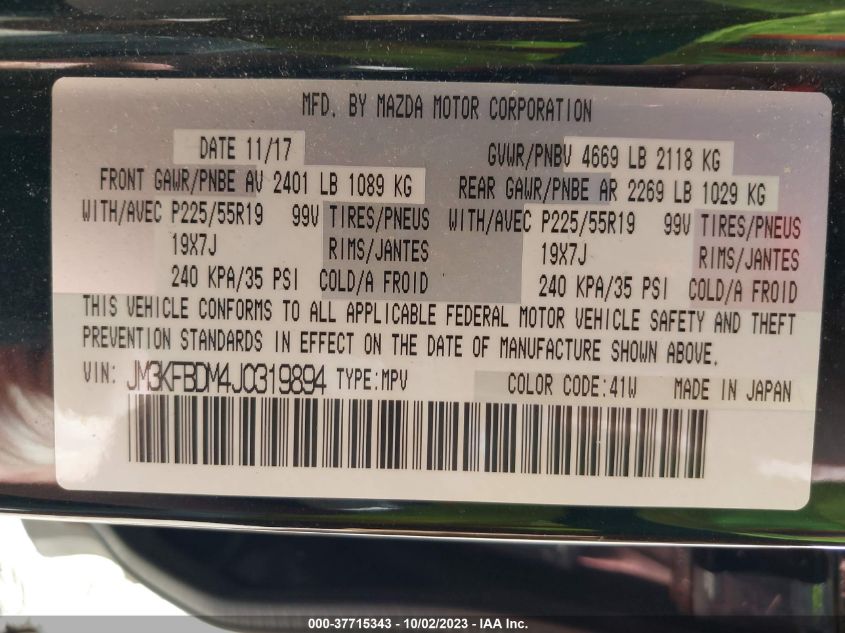 MFD. BY MAZDA MOTOR CORPORATION
DATE 11/17 GVWR/PNBV 4669 LB 2118 KG
FRONT GAWR/PNBE AV 2401 LB 1089 KG REAR GAWR/PNBE AR 2269 LB 1029 KG
WITH/AVEC P225/55R19 99V TIRES/PNEUS WITH/AVEC P225/55R19 99V TIRES/PNEUS
19X7J RIMS/JANTES 19X7J RIMS/JANTES
240 KPA/35 PSI COLD/A FROID 240 KPA/35 PSI COLD/A FROID
THIS VEHICLE CONFORMS TO ALL APPLICABLE FEDERAL MOTOR VEHICLE SAFETY AND THEFT
PREVENTION STANDARDS IN EFFECT ON THE DATE OF MANUFACTURE SHOWN ABOVE.
VIN: JM3KFBDM4J0319894 TYPE:MPV COLOR CODE:41W MADE IN JAPAN
000-37715343 - 10/02/2023 - IAA Inc.